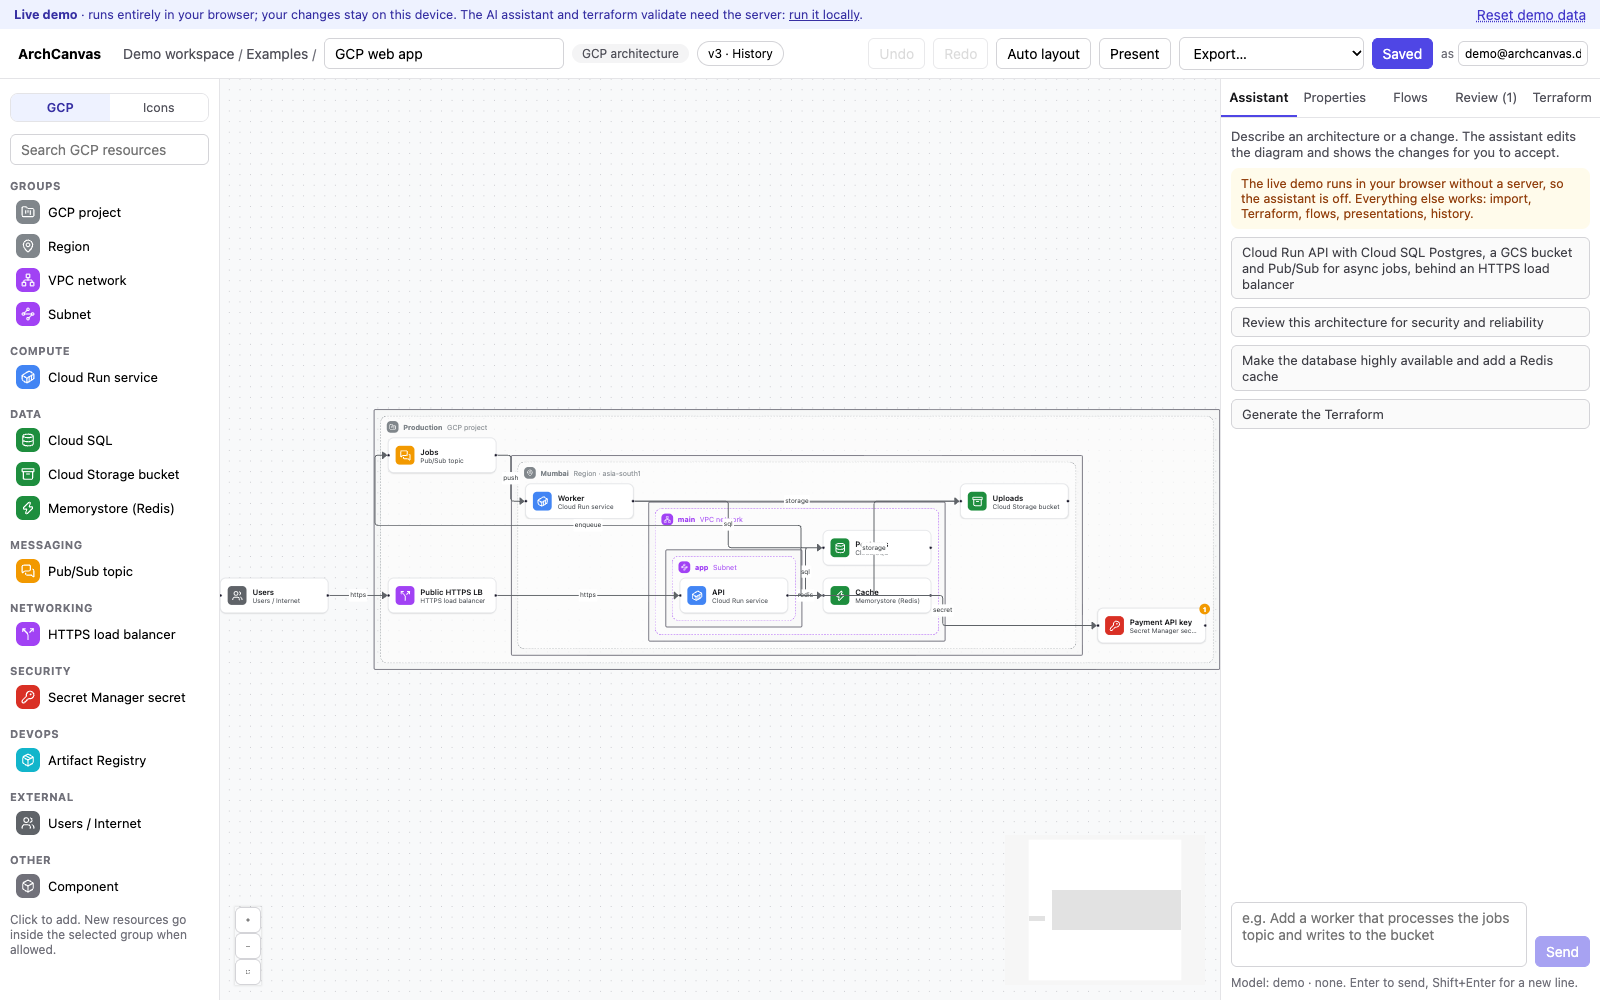 Live demo · runs entirely in your browser; your changes stay on this device. The AI assistant and terraform validate need the server: run it locally.
Reset demo data
ArchCanvas
Demo workspace / Examples /
GCP web app
GCP architecture
v3 · History
Undo
Redo
Auto layout
Present
Export...
Saved
as
demo@archcanvas.d
GCP
Icons
Search GCP resources
GROUPS
GCP project
Region
VPC network
Subnet
COMPUTE
Cloud Run service
DATA
Cloud SQL
Cloud Storage bucket
Memorystore (Redis)
MESSAGING
Pub/Sub topic
NETWORKING
HTTPS load balancer
SECURITY
Secret Manager secret
DEVOPS
Artifact Registry
EXTERNAL
Users / Internet
OTHER
Component
Click to add. New resources go
inside the selected group when
allowed.
Production GCP project
Jobs
Pub/Sub topic
push
Mumbai Region · asia-south1
Worker
Cloud Run service
storage
Uploads
Cloud Storage bucket
main VPC
enqueue
sql
storage
app Subnet
sql
Users
Users / Internet
https
Public HTTPS LB
HTTPS load balancer
https
API
Cloud Run service
redis
Cache
Memorystore (Redis)
secret
Payment API key
Secret Manager sec...
Assistant
Properties
Flows
Review (1)
Terraform
Describe an architecture or a change. The assistant edits
the diagram and shows the changes for you to accept.
The live demo runs in your browser without a server, so
the assistant is off. Everything else works: import,
Terraform, flows, presentations, history.
Cloud Run API with Cloud SQL Postgres, a GCS bucket
and Pub/Sub for async jobs, behind an HTTPS load
balancer
Review this architecture for security and reliability
Make the database highly available and add a Redis
cache
Generate the Terraform
e.g. Add a worker that processes the jobs
topic and writes to the bucket
Send
Model: demo · none. Enter to send, Shift+Enter for a new line.